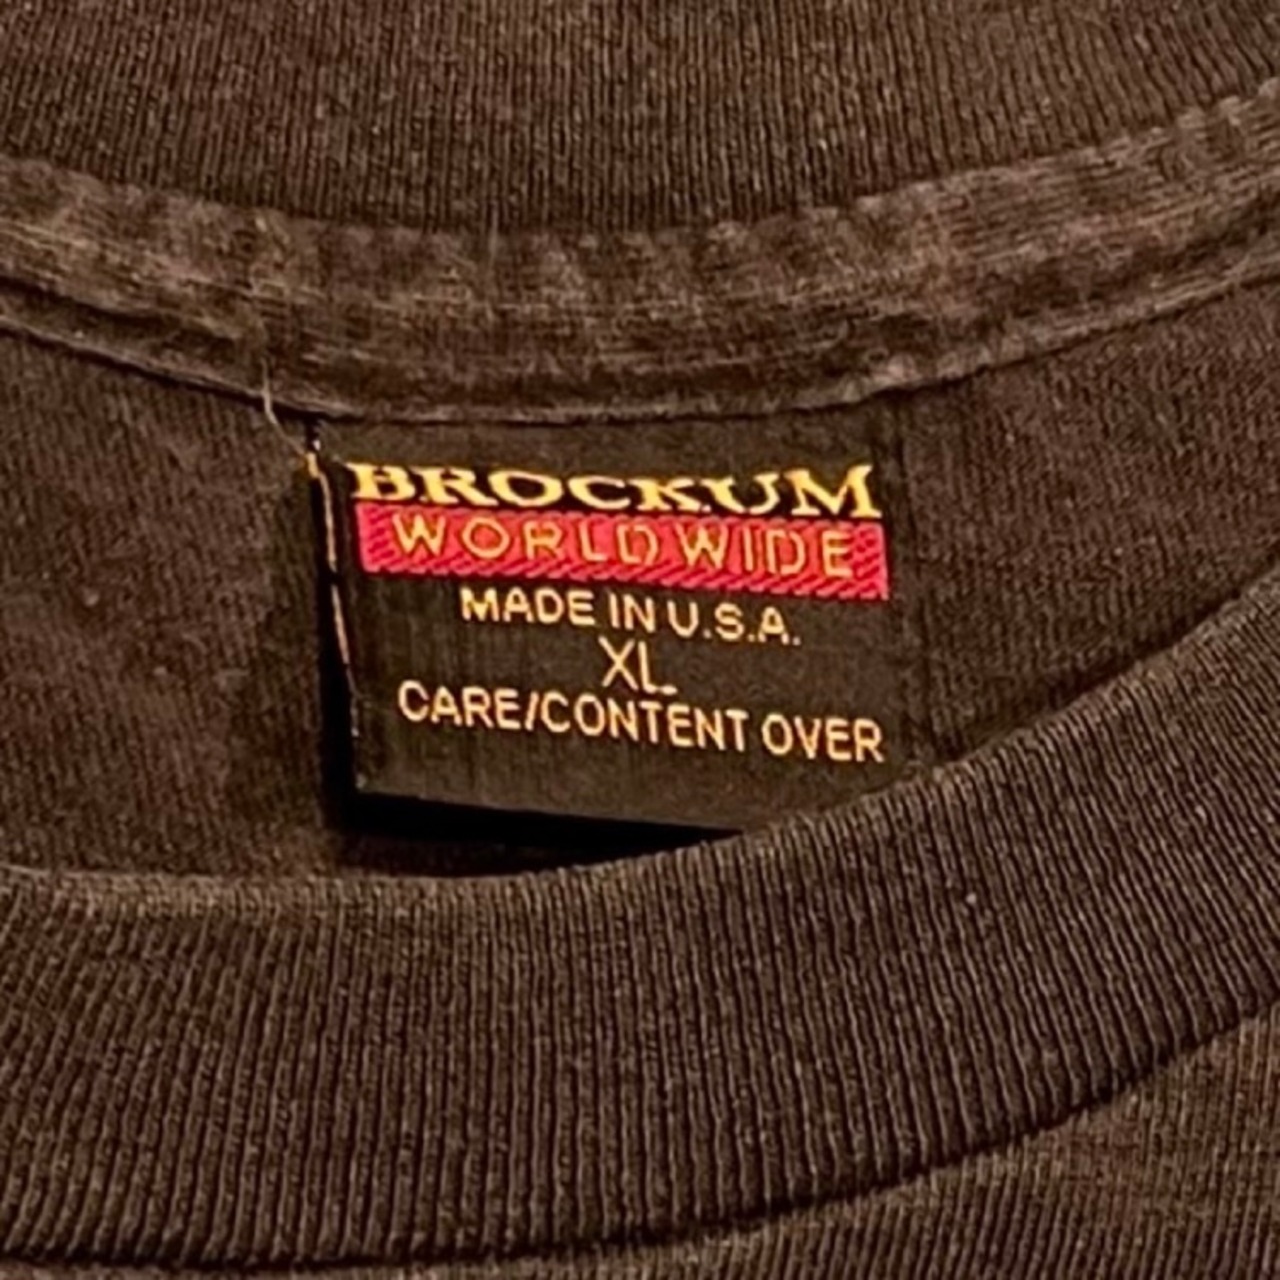 BROCKUM
WORLDWIDE
MADE IN U.S.A.
XL
CARE/CONTENT OVER